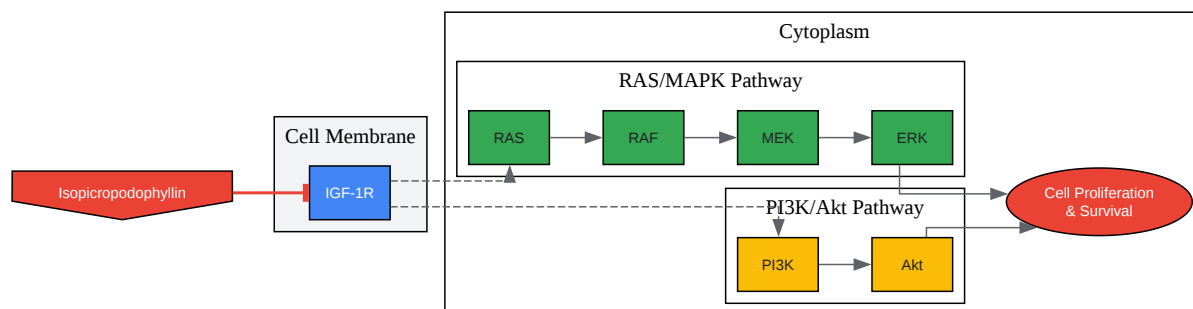 Cytoplasm
RAS/MAPK Pathway
RAS
RAF
MEK
ERK
Cell Membrane
IGF-1R
Isopicropodophyllin
Cell Proliferation
& Survival
PI3K/Akt Pathway
PI3K
Akt